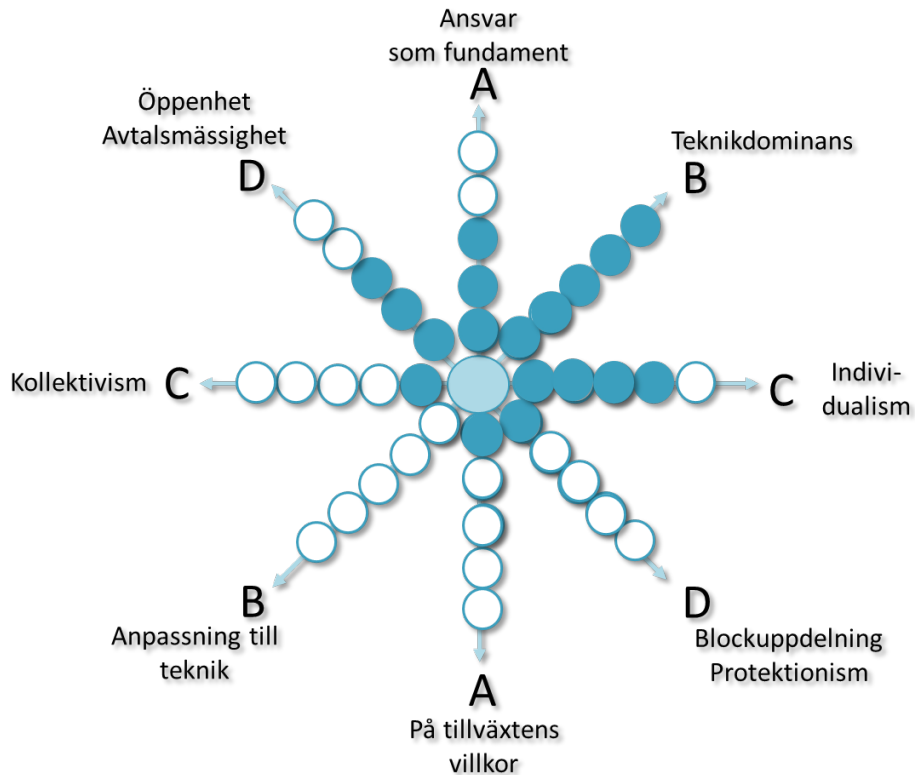 Ansvar
som fundament
A
Öppenhet
Avtalsmässighet
D
Teknikdominans
B
Kollektivism
C
C
Indivi-
dualism
B
Anpassning till
teknik
D
Blockuppdelning
Protektionism
A
På tillväxtens
villkor